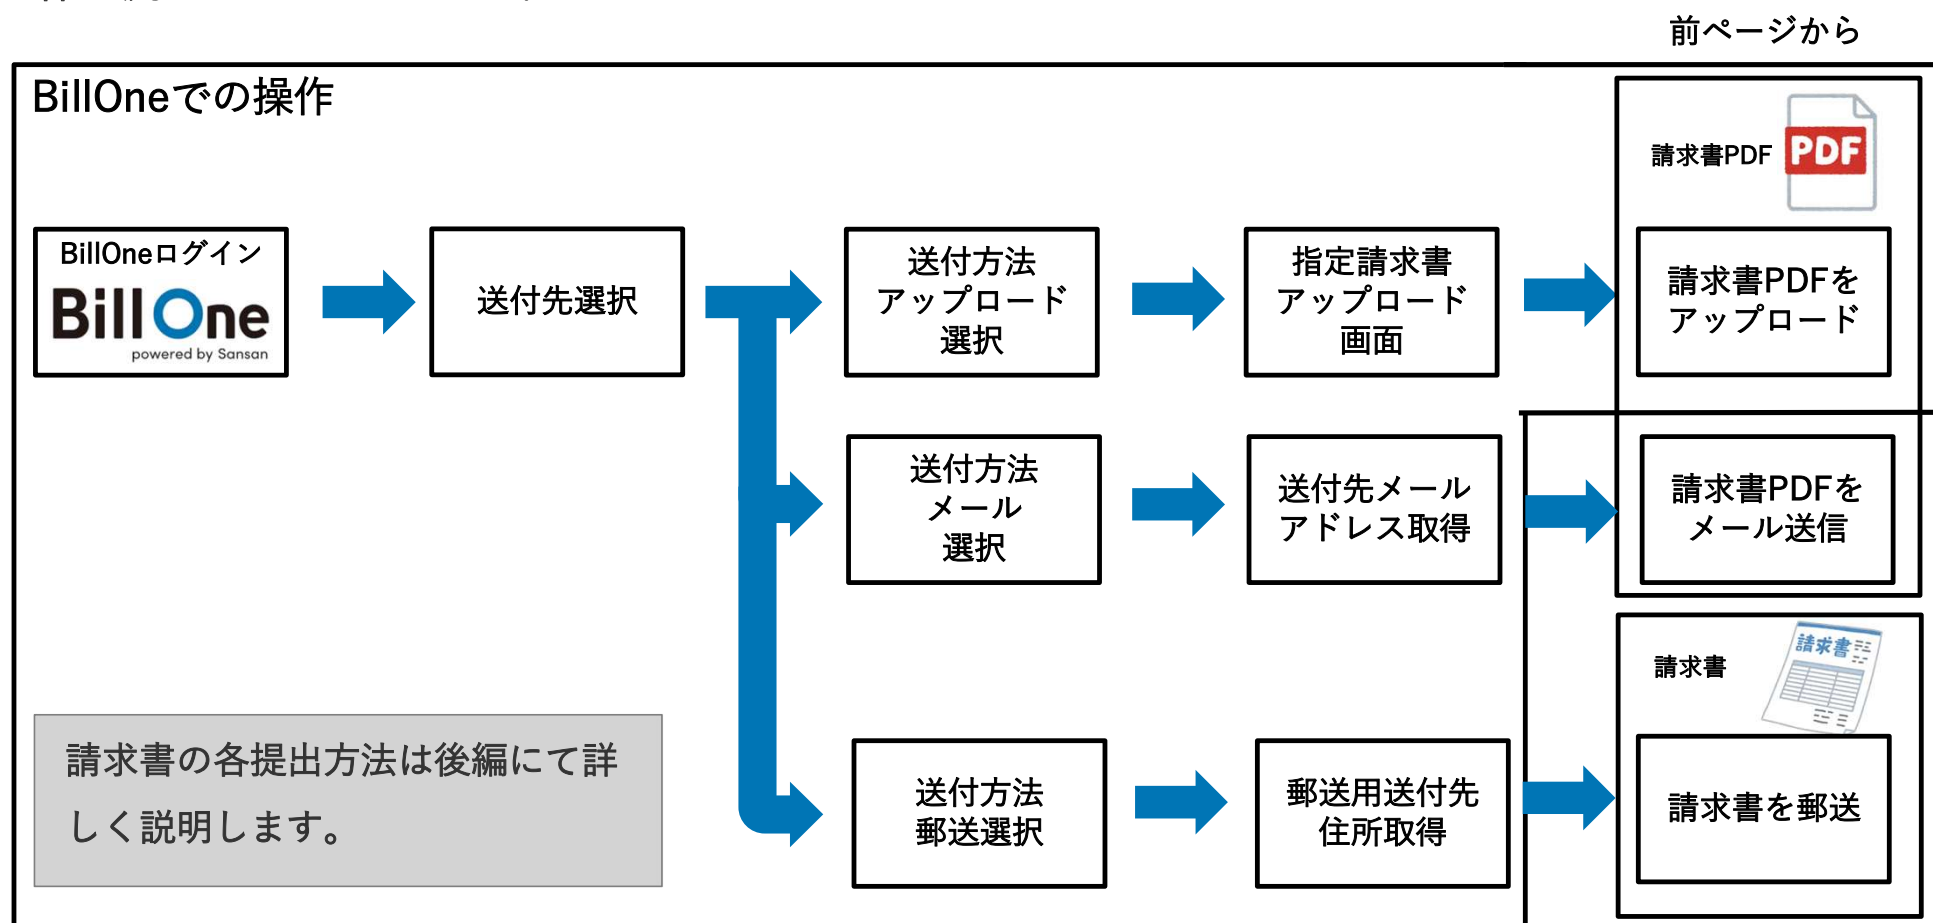 前ページから
BillOneでの操作
請求書PDF
PDF
BillOneログイン
Bill One
powered by Sansan
送付先選択
送付方法
アップロード
選択
指定請求書
アップロード
画面
請求書PDFを
アップロード
送付方法
メール
選択
送付先メール
アドレス取得
請求書PDFを
メール送信
請求書
請求書
請求書の各提出方法は後編にて詳
しく説明します。
送付方法
郵送選択
郵送用送付先
住所取得
請求書を郵送